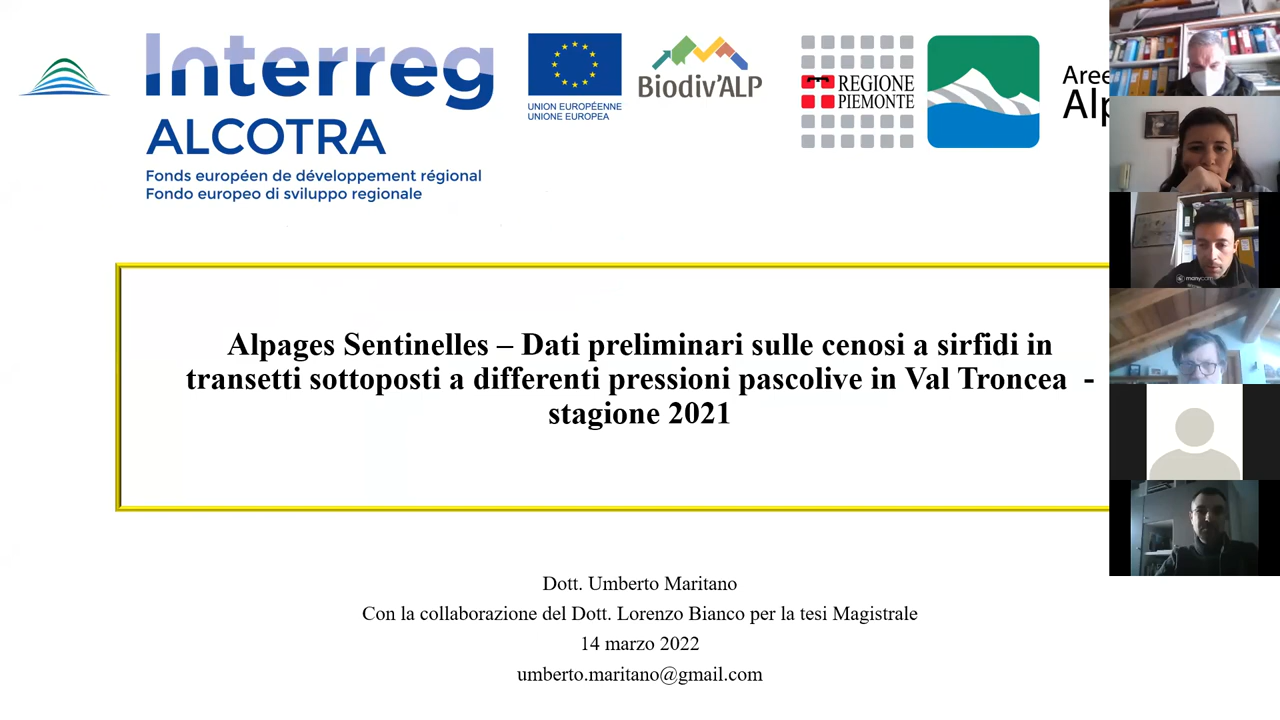 Interreg
ALCOTRA
Fonds européen de développement régional
Fondo europeo di sviluppo regionale
UNION EUROPÉENNE
UNIONE EUROPEA
Biodiv'ALP
REGIONE
PIEMONTE
Aree
Alp
Alpages Sentinelles – Dati preliminari sulle cenosi a sirfidi in
transetti sottoposti a differenti pressioni pascolive in Val Troncea -
stagione 2021
manycam
Dott. Umberto Maritano
Con la collaborazione del Dott. Lorenzo Bianco per la tesi Magistrale
14 marzo 2022
umberto.maritano@gmail.com